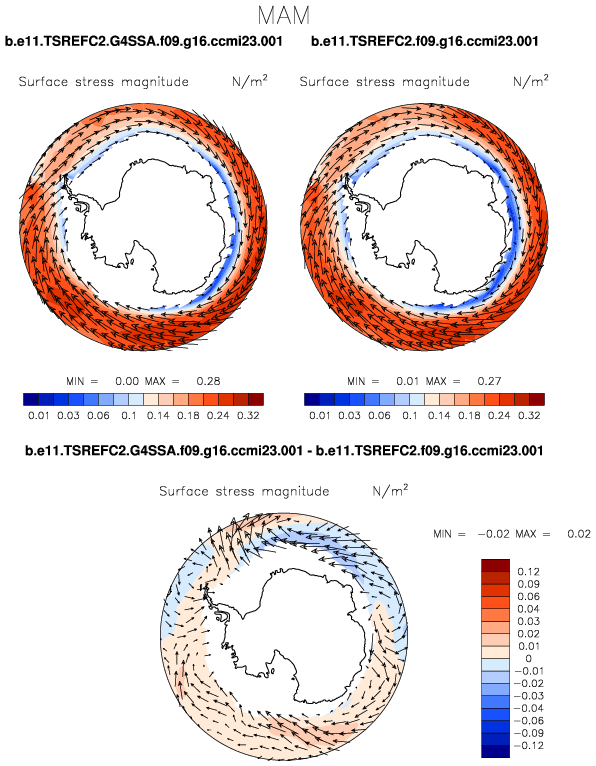 MAM
b.e11.TSREFC2.G4SSA.f09.g16.ccmi23.001 b.e11.TSREFC2.f09.g16.ccmi23.001
Surface stress magnitude N/m² Surface stress magnitude N/m²
MIN = 0.00 MAX = 0.28 MIN = 0.01 MAX = 0.27
0.01 0.03 0.06 0.1 0.14 0.18 0.24 0.32 0.01 0.03 0.06 0.1 0.14 0.18 0.24 0.32
b.e11.TSREFC2.G4SSA.f09.g16.ccmi23.001 - b.e11.TSREFC2.f09.g16.ccmi23.001
Surface stress magnitude N/m²
MIN = −0.02 MAX = 0.02
0.12
0.09
0.06
0.04
0.03
0.02
0.01
0
−0.01
−0.02
−0.03
−0.04
−0.06
−0.09
−0.12